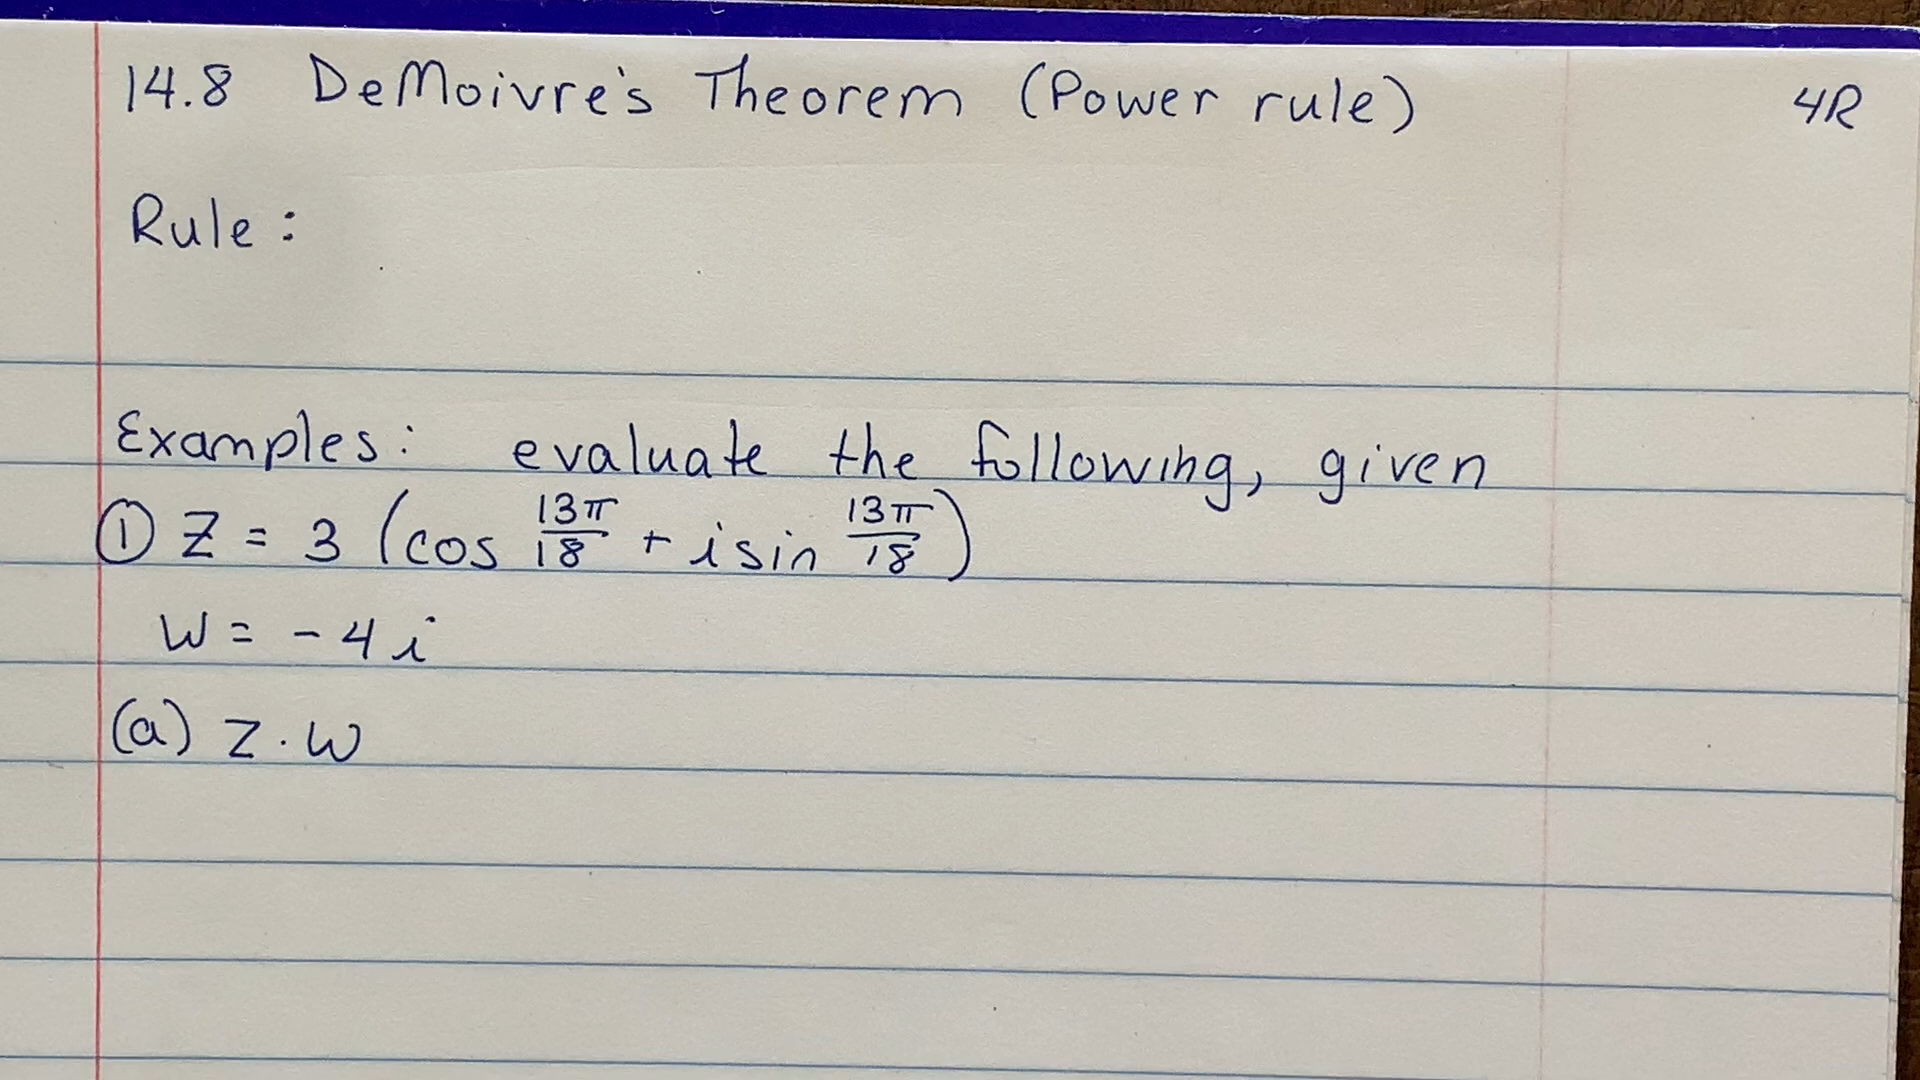 14.8 DeMoivre's Theorem (Power rule) 4R
Rule:
Examples: evaluate the following, given
① Z = 3 (cos 13π/18 + i sin 13π/18)
W = -4i
(a) Z · W